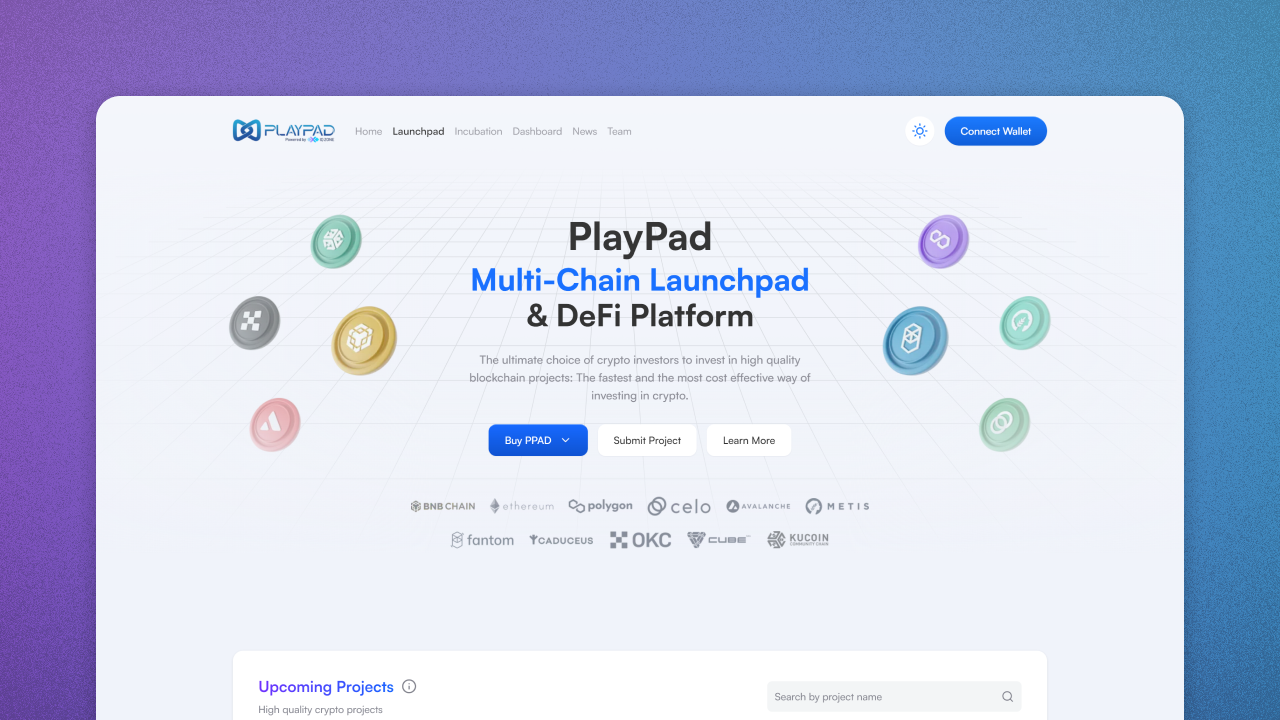 PLAYPAD
Powered by
Home Launchpad Incubation Dashboard News Team
Connect Wallet
PlayPad
Multi-Chain Launchpad
& DeFi Platform
The ultimate choice of crypto investors to invest in high quality
blockchain projects: The fastest and the most cost effective way of
investing in crypto.
Buy PPAD
Submit Project
Learn More
BNB CHAIN ethereum polygon celo AVALANCHE METIS
fantom CADUCEUS OKC CUBE KUCOIN
COMMUNITY CHAIN
Upcoming Projects
High quality crypto projects
Search by project name